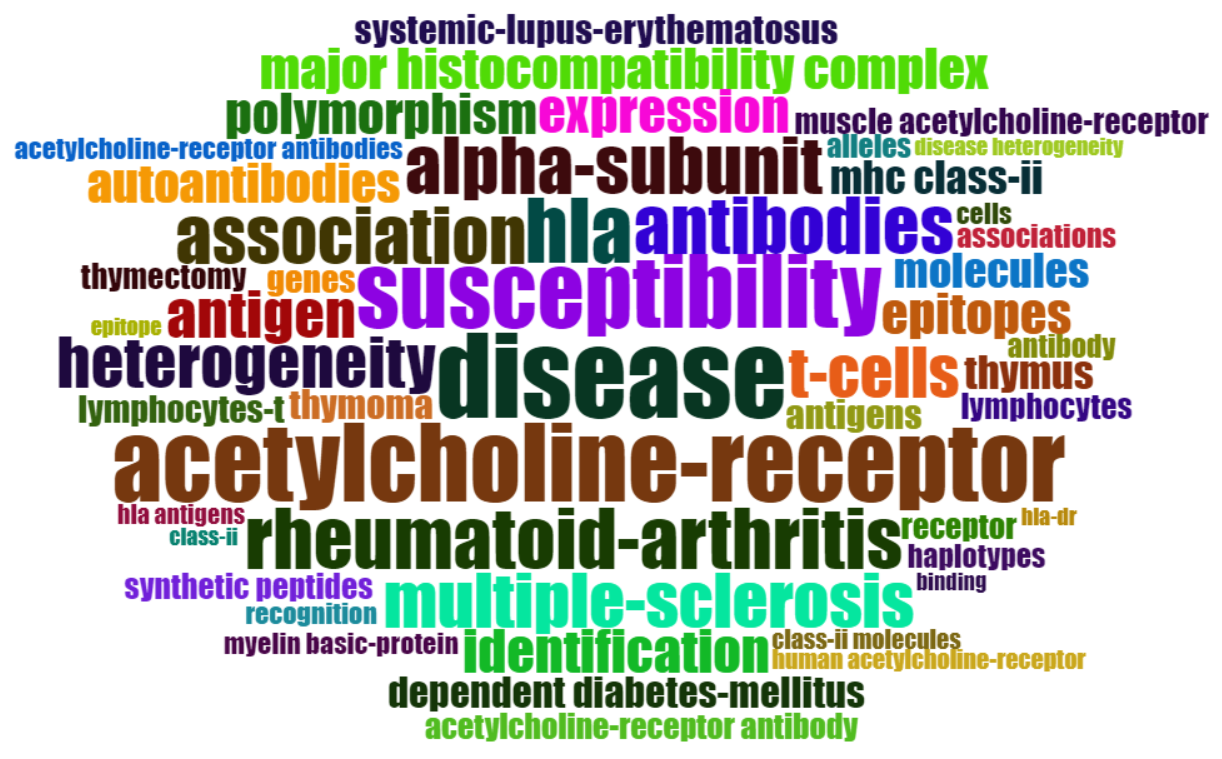 systemic-lupus-erythematosus
major histocompatibility complex
polymorphism expression muscle acetylcholine-receptor
acetylcholine-receptor antibodies alpha-subunit alleles disease heterogeneity
autoantibodies mhc class-ii
association hla antibodies cells
associations
thymectomy genes susceptibility molecules
epitope antigen epitopes
heterogeneity disease t-cells thymus antibody
lymphocytes-t thymoma antigens lymphocytes
acetylcholine-receptor
hla antigens rheumatoid-arthritis receptor hla-dr
class-ii haplotypes
synthetic peptides multiple-sclerosis binding
recognition
myelin basic-protein identification class-ii molecules
human acetylcholine-receptor
dependent diabetes-mellitus
acetylcholine-receptor antibody